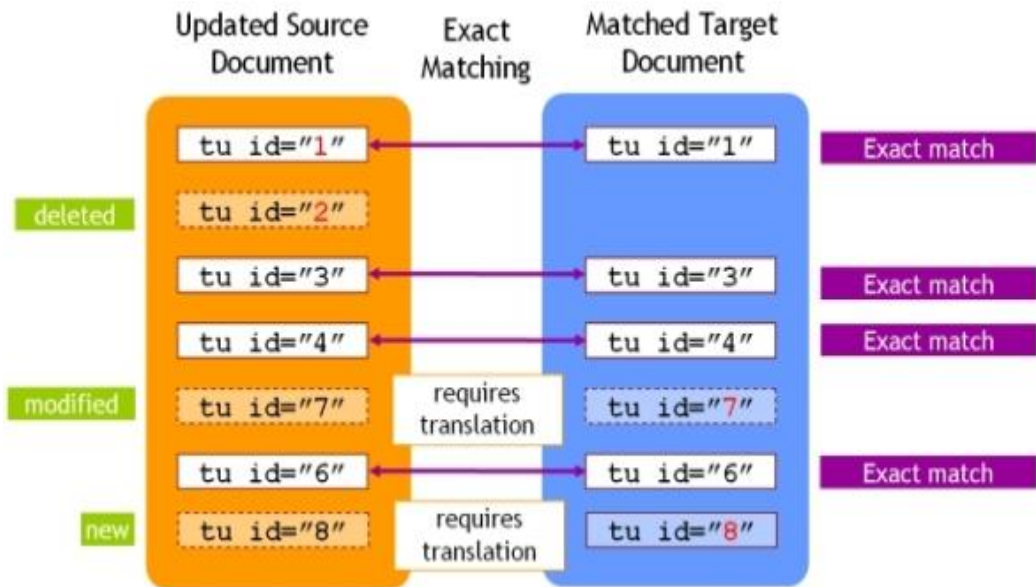 Updated Source
Document
Exact
Matching
Matched Target
Document
tu id="1"
tu id="1"
Exact match
deleted
tu id="2"
tu id="3"
tu id="3"
Exact match
tu id="4"
tu id="4"
Exact match
modified
tu id="7"
requires
translation
tu id="7"
tu id="6"
tu id="6"
Exact match
new
tu id="8"
requires
translation
tu id="8"